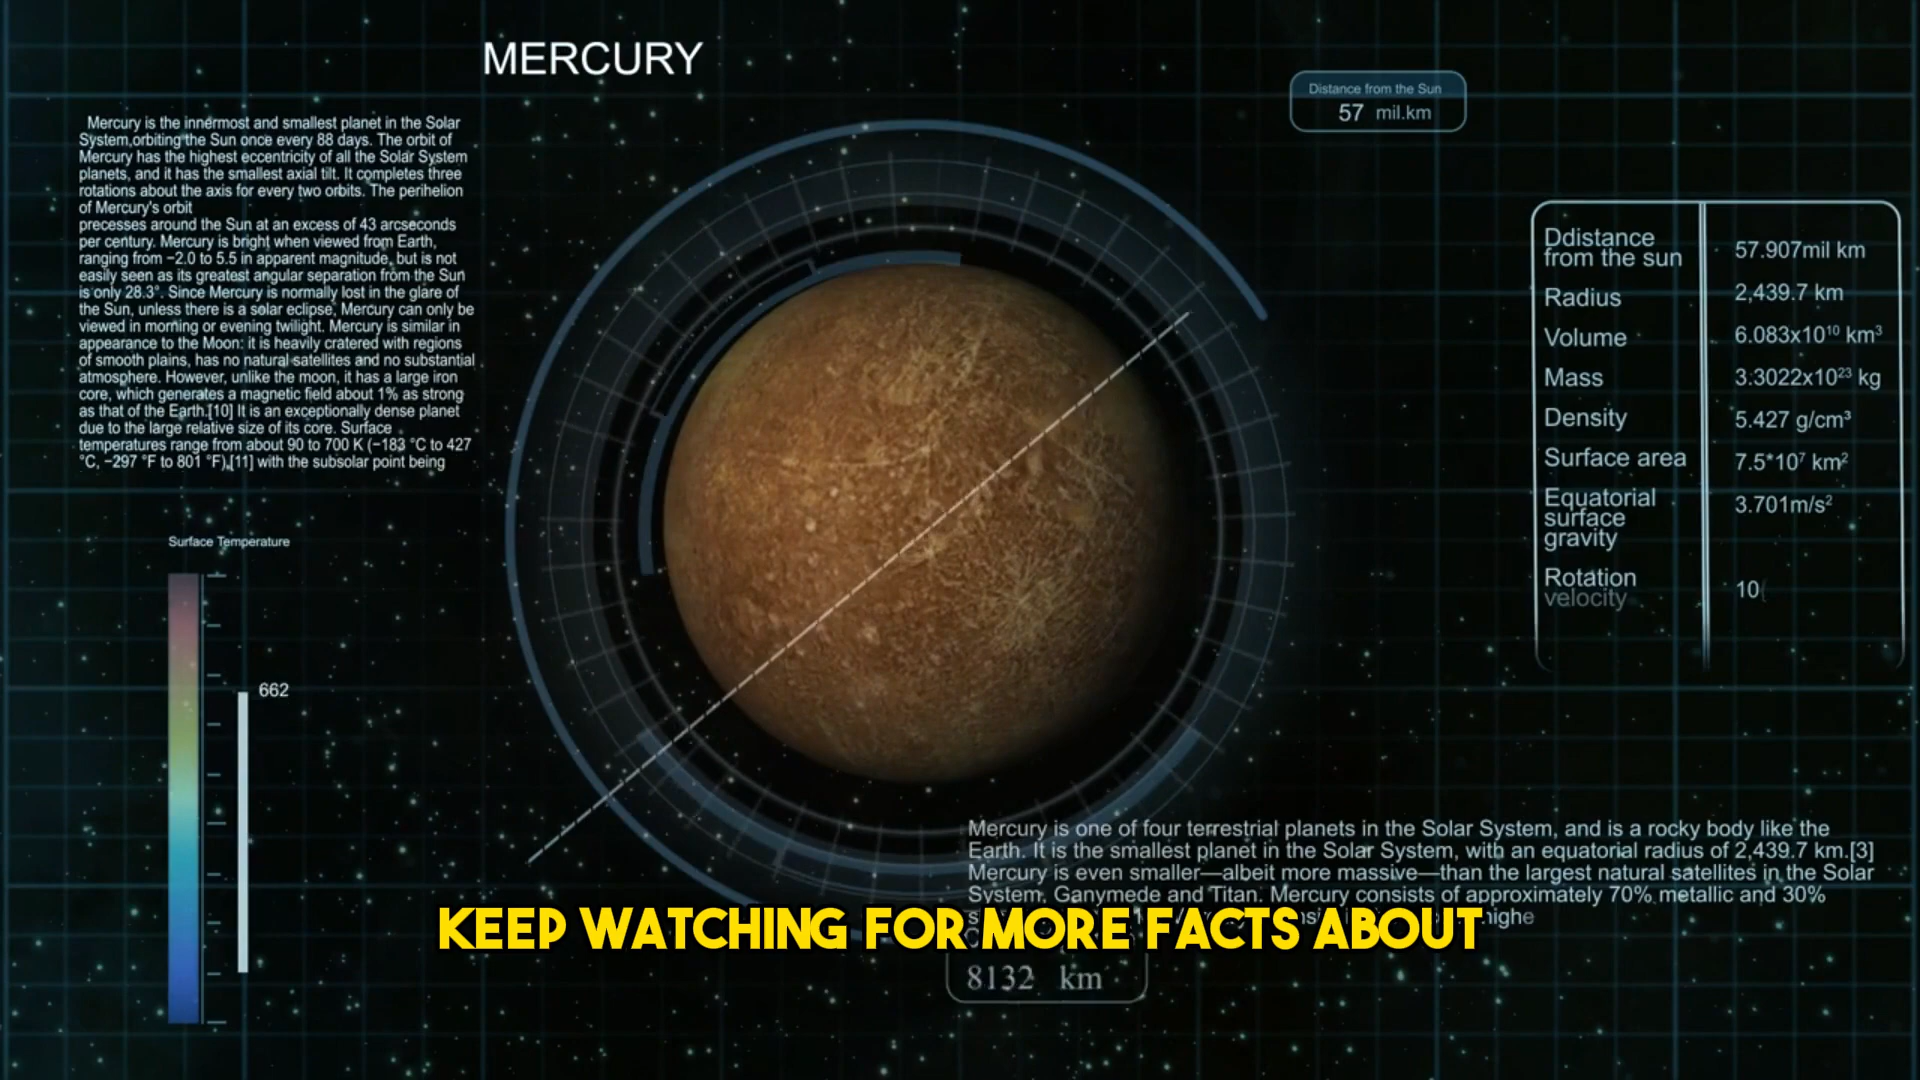 MERCURY
Distance from the Sun
57 mil.km
Mercury is the innermost and smallest planet in the Solar
System,orbiting the Sun once every 88 days. The orbit of
Mercury has the highest eccentricity of all the Solar System
planets, and it has the smallest axial tilt. It completes three
rotations about the axis for every two orbits. The perihelion
of Mercury's orbit
precesses around the Sun at an excess of 43 arcseconds
per century. Mercury is bright when viewed from Earth,
ranging from −2.0 to 5.5 in apparent magnitude, but is not
easily seen as its greatest angular separation from the Sun
is only 28.3°. Since Mercury is normally lost in the glare of
the Sun, unless there is a solar eclipse, Mercury can only be
viewed in morning or evening twilight. Mercury is similar in
appearance to the Moon: it is heavily cratered with regions
of smooth plains, has no natural satellites and no substantial
atmosphere. However, unlike the moon, it has a large iron
core, which generates a magnetic field about 1% as strong
as that of the Earth.[10] It is an exceptionally dense planet
due to the large relative size of its core. Surface
temperatures range from about 90 to 700 K (−183 °C to 427
°C, −297 °F to 801 °F),[11] with the subsolar point being
Ddistance
from the sun
57.907mil km
Radius
2,439.7 km
Volume
6.083x10¹⁰ km³
Mass
3.3022x10²³ kg
Density
5.427 g/cm³
Surface area
7.5*10⁷ km²
Equatorial
surface
gravity
3.701m/s²
Rotation
velocity
10
Surface Temperature
662
Mercury is one of four terrestrial planets in the Solar System, and is a rocky body like the
Earth. It is the smallest planet in the Solar System, with an equatorial radius of 2,439.7 km.[3]
Mercury is even smaller—albeit more massive—than the largest natural satellites in the Solar
System, Ganymede and Titan. Mercury consists of approximately 70% metallic and 30%
KEEP WATCHING FOR MORE FACTS ABOUT
8132 km